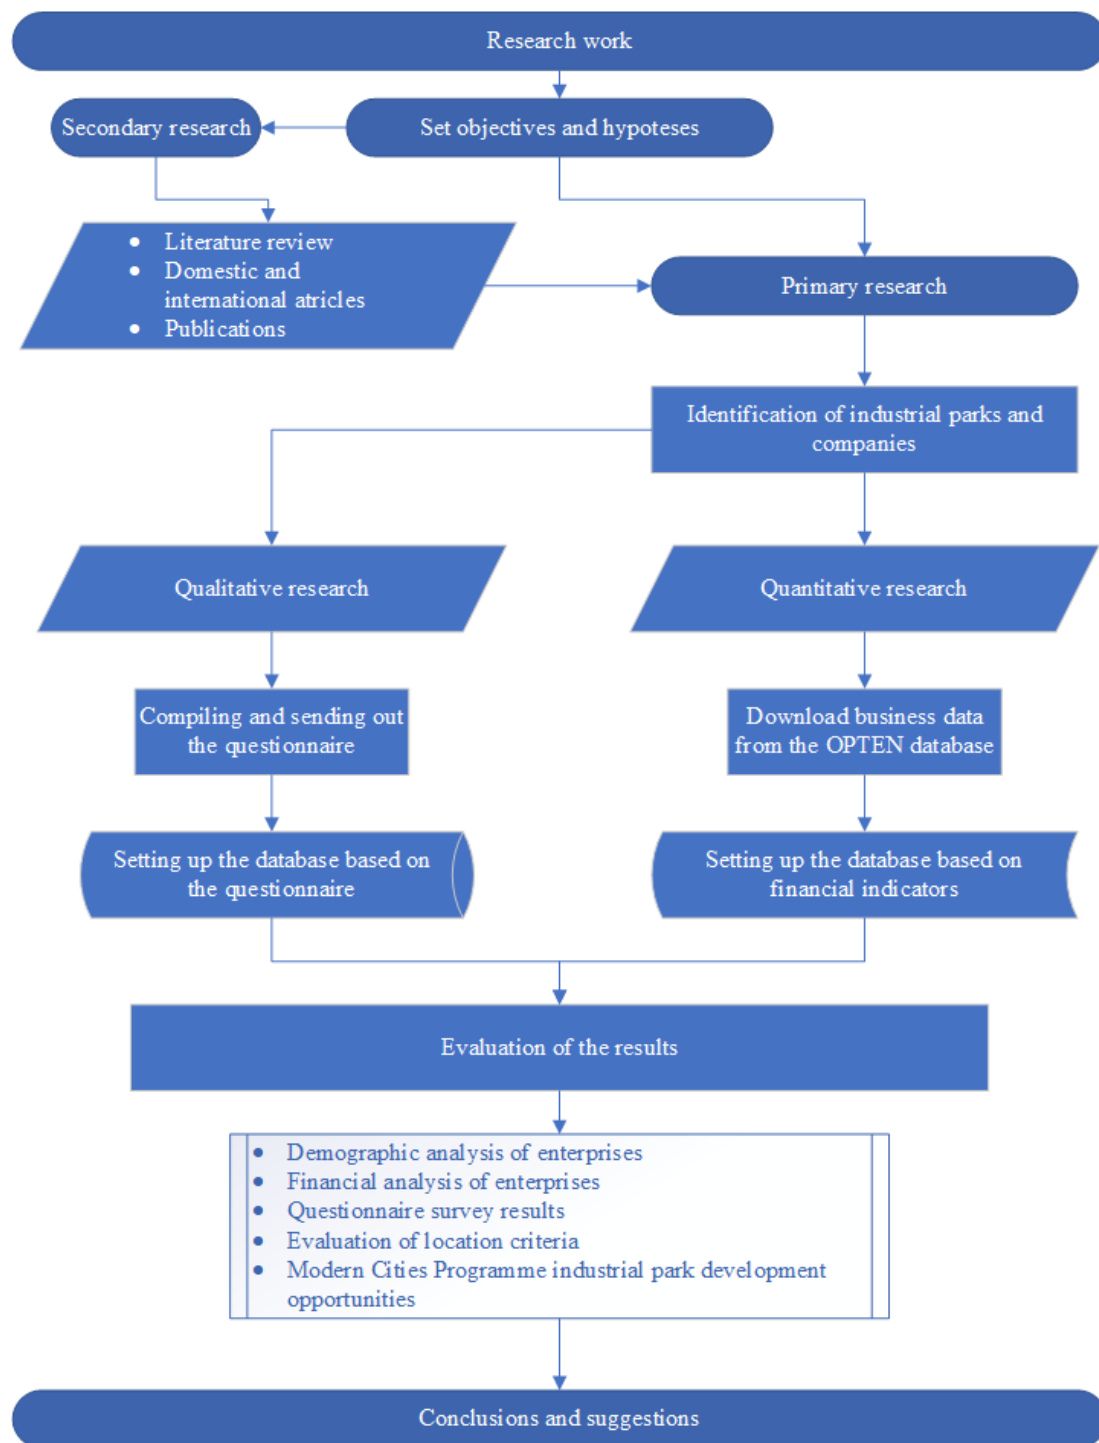 Research work
Secondary research
Set objectives and hypoteses
• Literature review
• Domestic and
international atricles
• Publications
Primary research
Identification of industrial parks and
companies
Qualitative research
Quantitative research
Compiling and sending out
the questionnaire
Download business data
from the OPTEN database
Setting up the database based on
the questionnaire
Setting up the database based on
financial indicators
Evaluation of the results
• Demographic analysis of enterprises
• Financial analysis of enterprises
• Questionnaire survey results
• Evaluation of location criteria
• Modern Cities Programme industrial park development
opportunities
Conclusions and suggestions